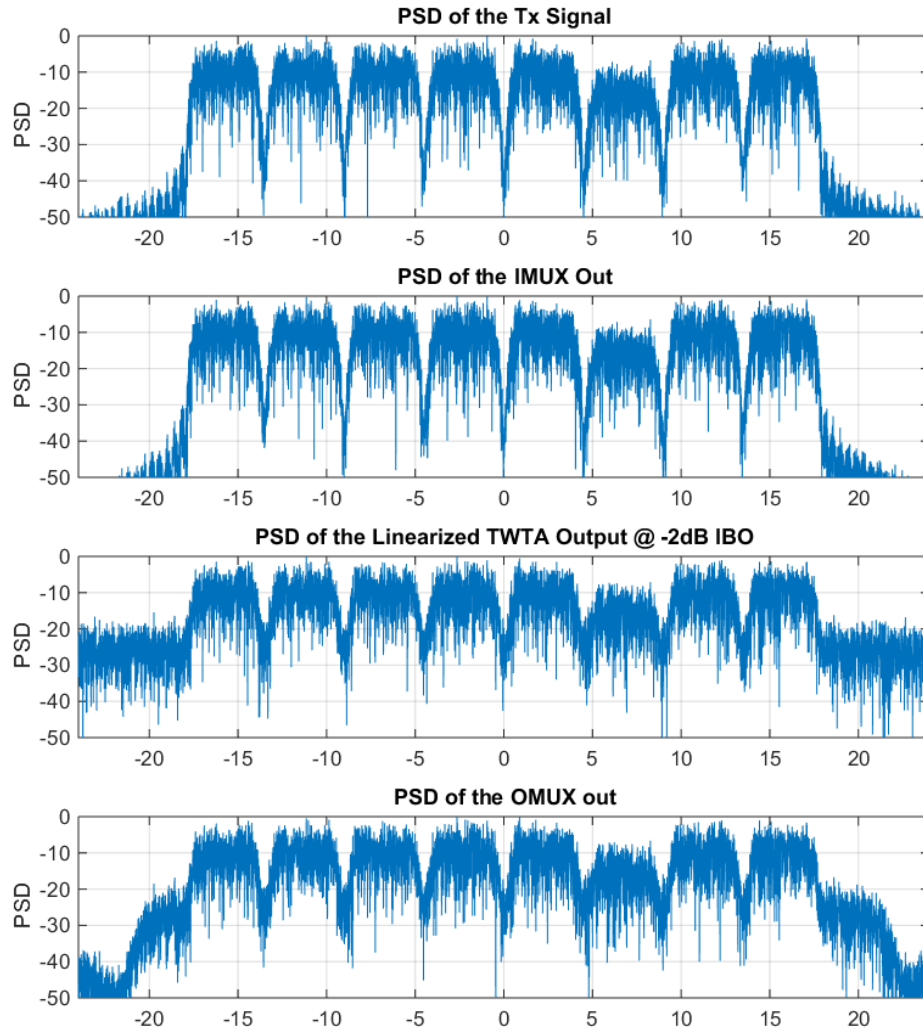 PSD of the Tx Signal
0
-10
-20
-30
-40
-50
PSD
-20 -15 -10 -5 0 5 10 15 20
PSD of the IMUX Out
0
-10
-20
-30
-40
-50
PSD
-20 -15 -10 -5 0 5 10 15 20
PSD of the Linearized TWTA Output @ -2dB IBO
0
-10
-20
-30
-40
-50
PSD
-20 -15 -10 -5 0 5 10 15 20
PSD of the OMUX out
0
-10
-20
-30
-40
-50
PSD
-20 -15 -10 -5 0 5 10 15 20